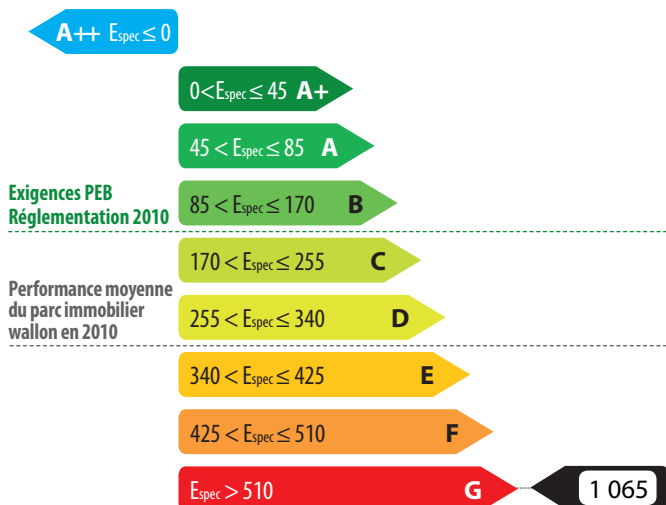 A++ Espec ≤ 0
0<Espec ≤ 45 A+
45 < Espec ≤ 85 A
Exigences PEB
Réglementation 2010
85 < Espec ≤ 170 B
170 < Espec ≤ 255 C
Performance moyenne
du parc immobilier
wallon en 2010
255 < Espec ≤ 340 D
340 < Espec ≤ 425 E
425 < Espec ≤ 510 F
Espec > 510 G
1 065